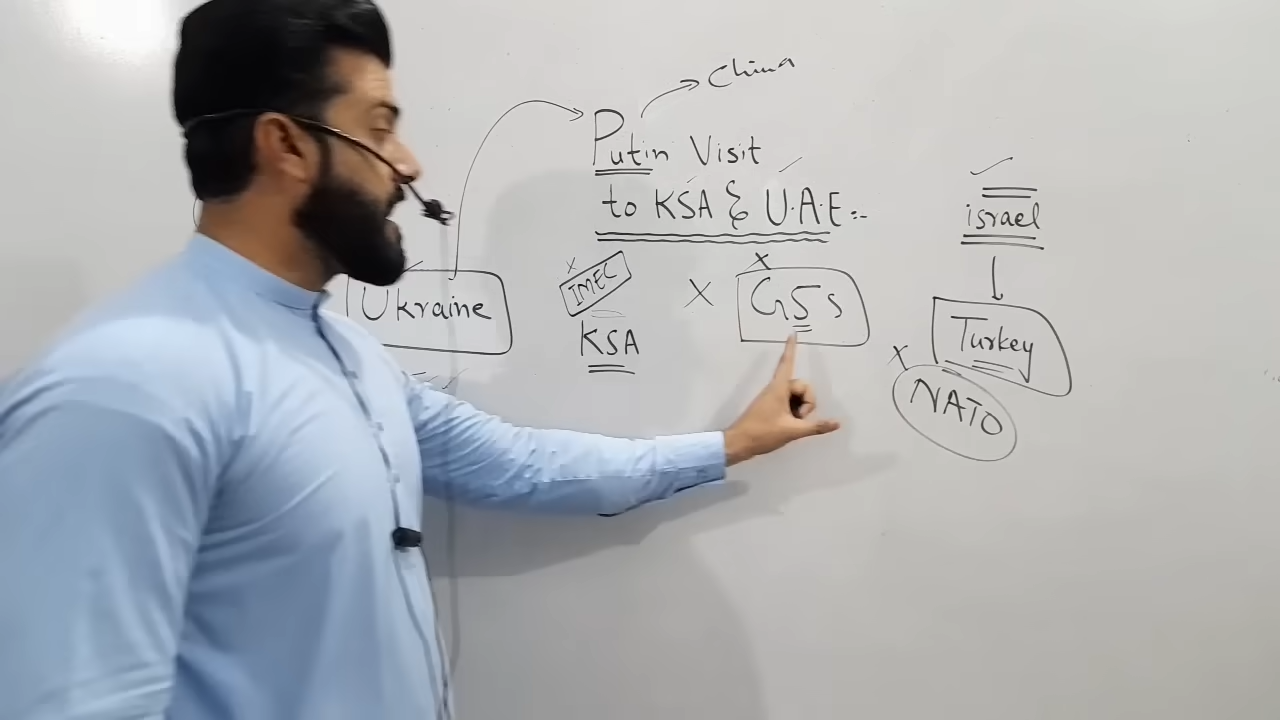 China
Putin Visit
to KSA & U.A.E:-
israel
Ukraine
IMEC
KSA
X
X
G5s
Turkey
X
X
NATO